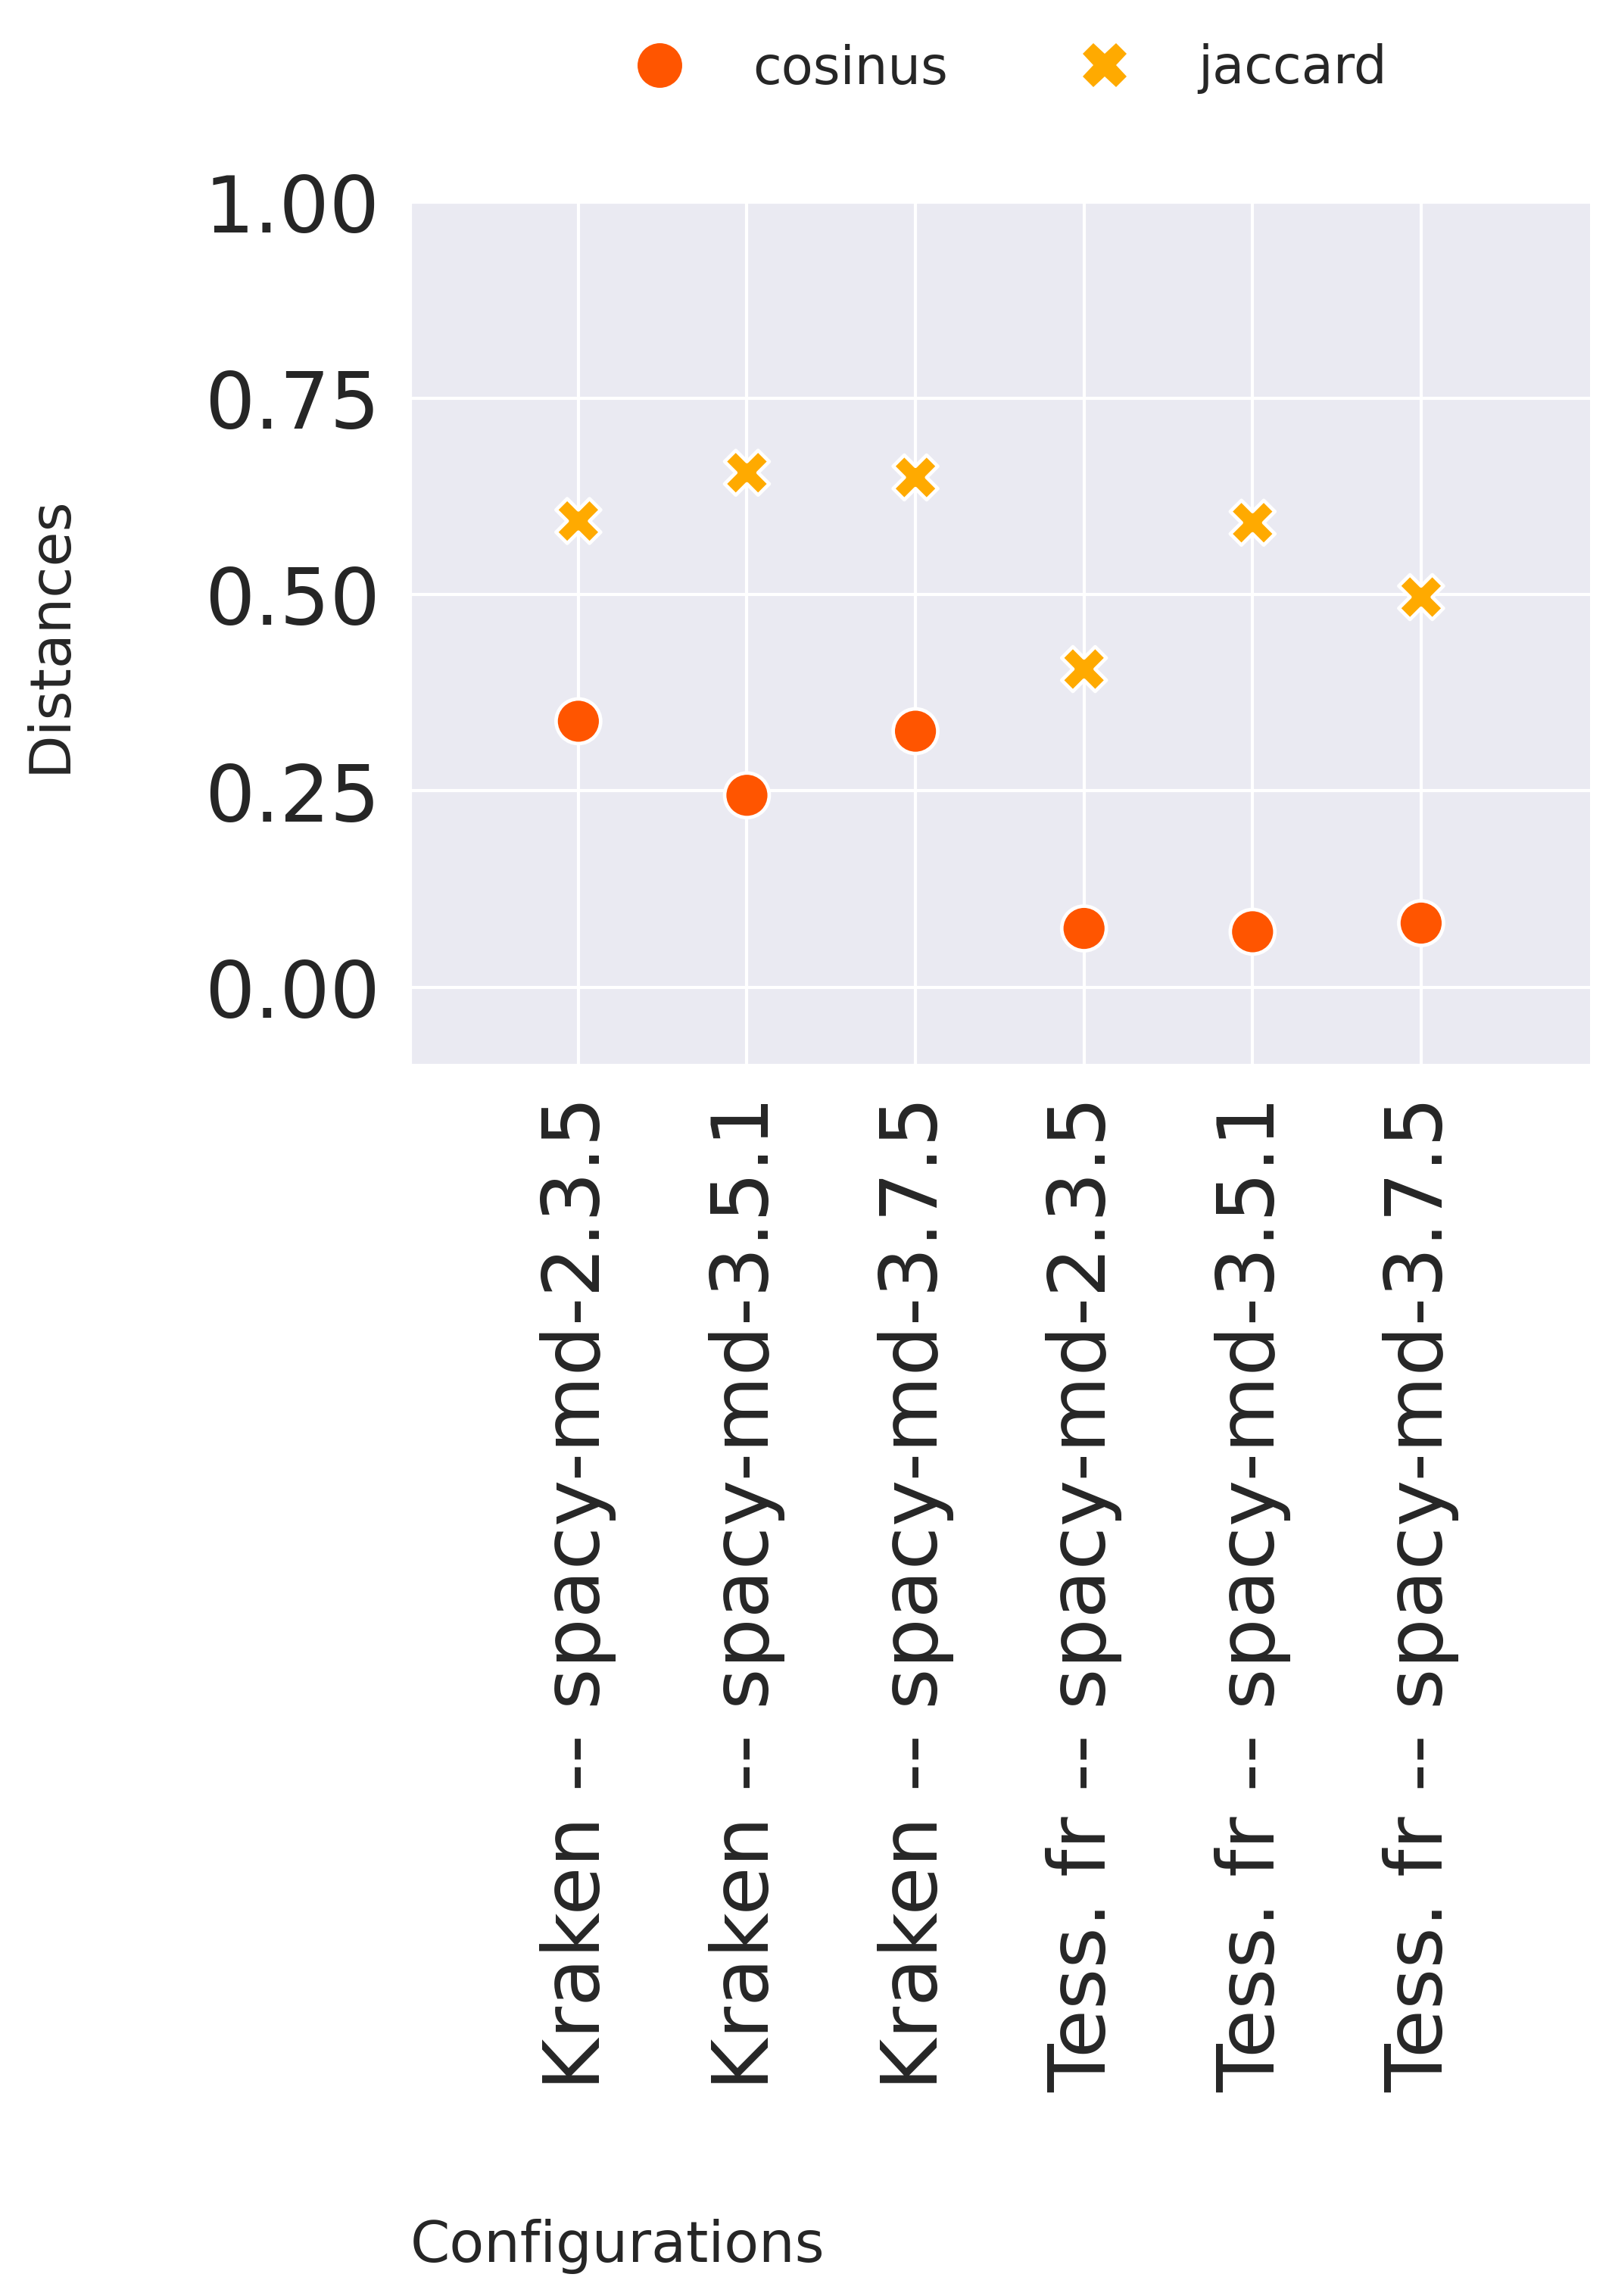 cosinus
jaccard
1.00
0.75
0.50
0.25
0.00
Distances
Kraken -- spacy-md-2.3.5
Kraken -- spacy-md-3.5.1
Kraken -- spacy-md-3.7.5
Tess. fr -- spacy-md-2.3.5
Tess. fr -- spacy-md-3.5.1
Tess. fr -- spacy-md-3.7.5
Configurations